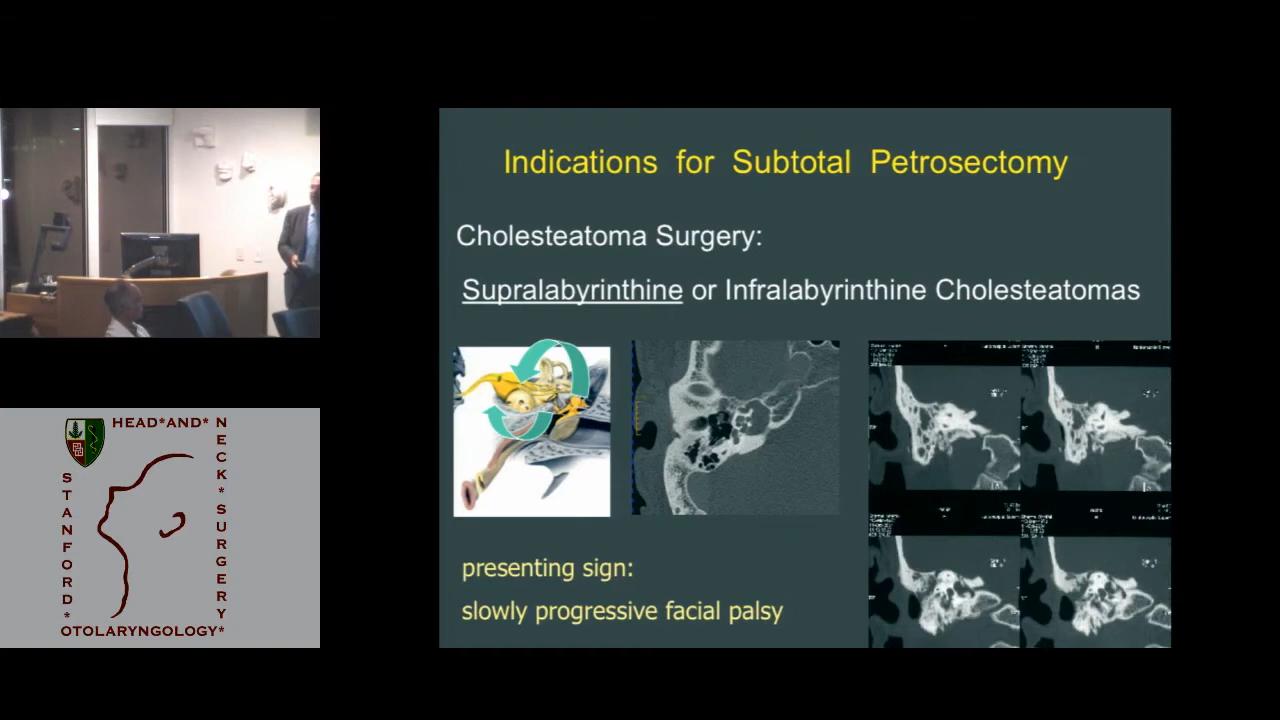 Indications for Subtotal Petrosectomy
Cholesteatoma Surgery:
Supralabyrinthine or Infralabyrinthine Cholesteatomas
presenting sign:
slowly progressive facial palsy
HEAD*AND*
NECK*SURGERY*
STANFORD*
OTOLARYNGOLOGY*